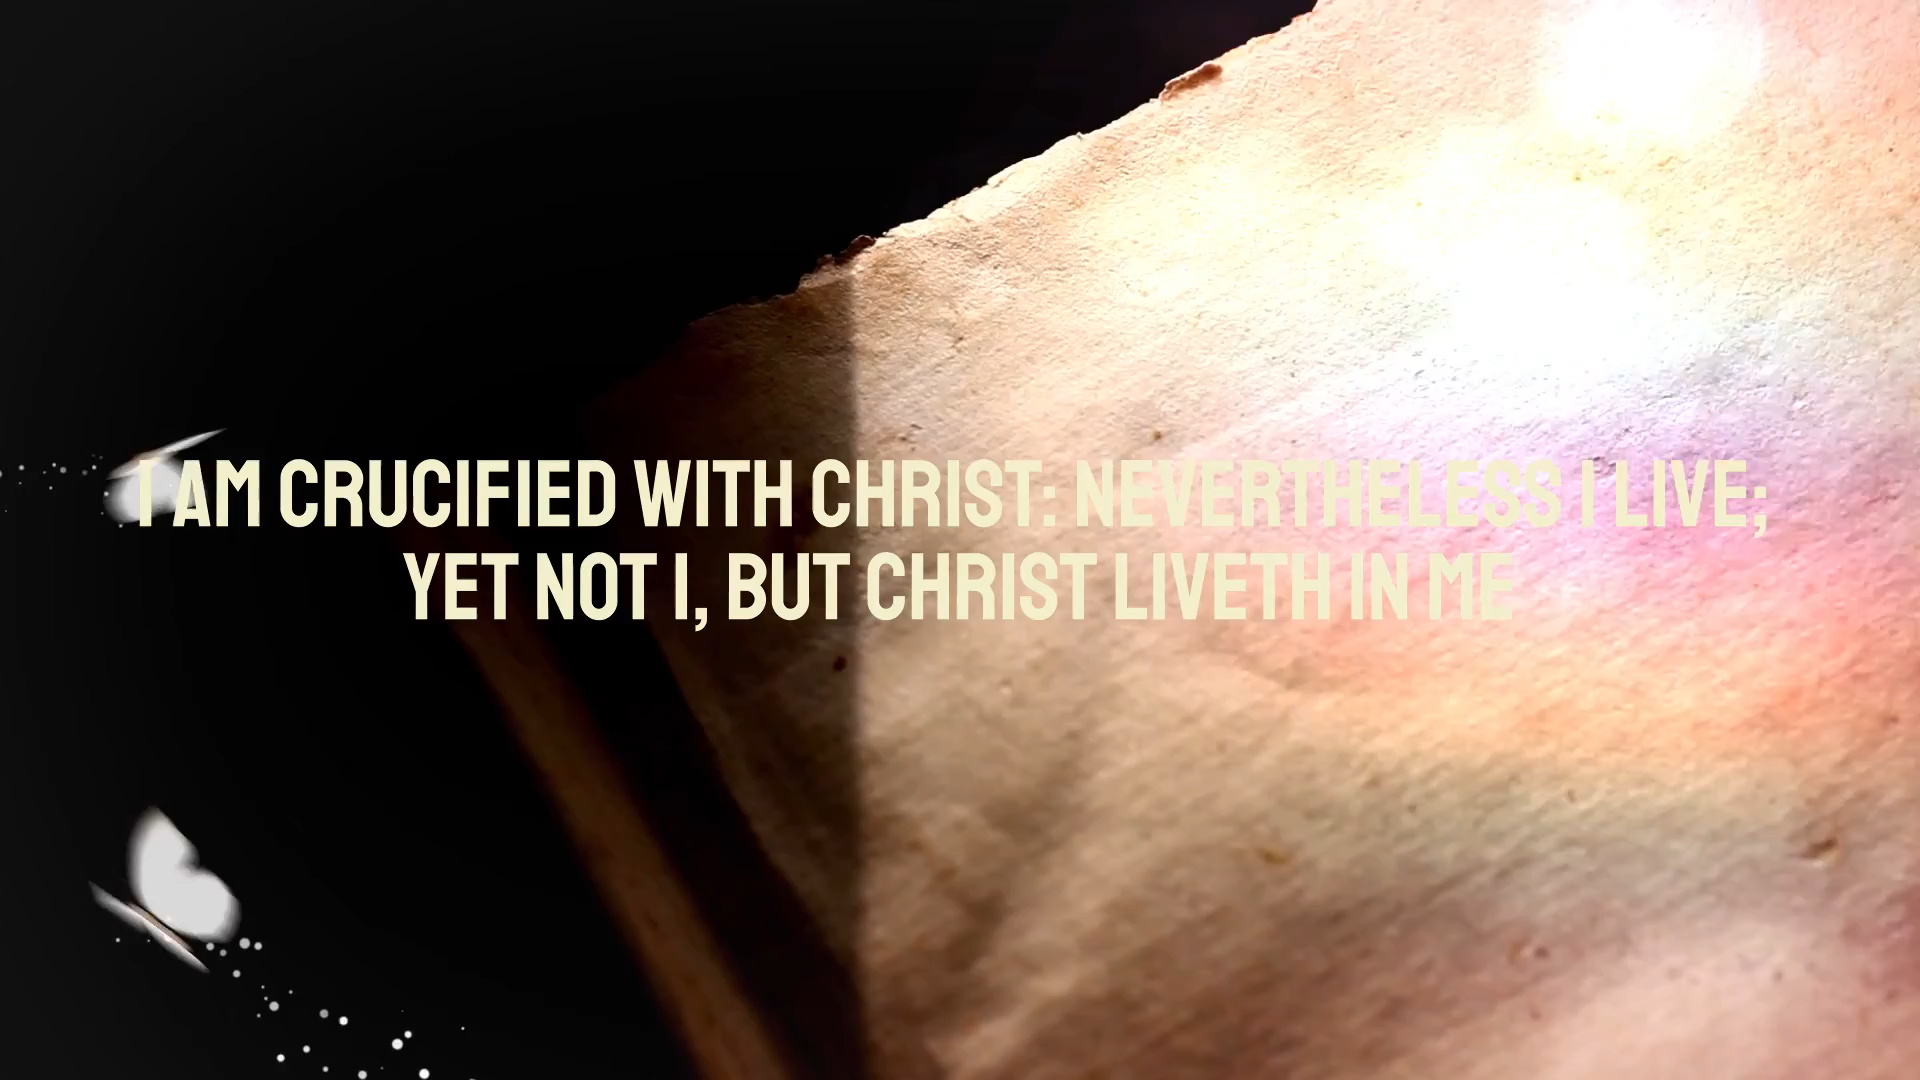 I AM CRUCIFIED WITH CHRIST: NEVERTHELESS I LIVE;
YET NOT I, BUT CHRIST LIVETH IN ME